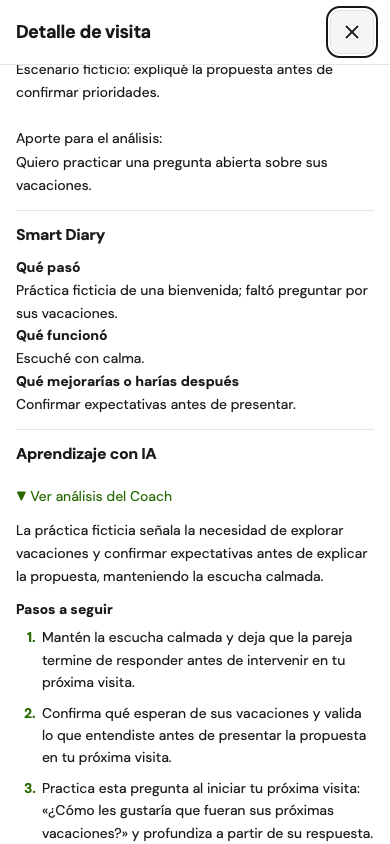 Detalle de visita
Escenario ficticio: expliqué la propuesta antes de
confirmar prioridades.
Aporte para el análisis:
Quiero practicar una pregunta abierta sobre sus
vacaciones.
Smart Diary
Qué pasó
Práctica ficticia de una bienvenida; faltó preguntar por
sus vacaciones.
Qué funcionó
Escuché con calma.
Qué mejorarías o harías después
Confirmar expectativas antes de presentar.
Aprendizaje con IA
▼ Ver análisis del Coach
La práctica ficticia señala la necesidad de explorar
vacaciones y confirmar expectativas antes de explicar
la propuesta, manteniendo la escucha calmada.
Pasos a seguir
1. Mantén la escucha calmada y deja que la pareja
termine de responder antes de intervenir en tu
próxima visita.
2. Confirma qué esperan de sus vacaciones y valida
lo que entendiste antes de presentar la propuesta
en tu próxima visita.
3. Practica esta pregunta al iniciar tu próxima visita:
«¿Cómo les gustaría que fueran sus próximas
vacaciones?» y profundiza a partir de su respuesta.